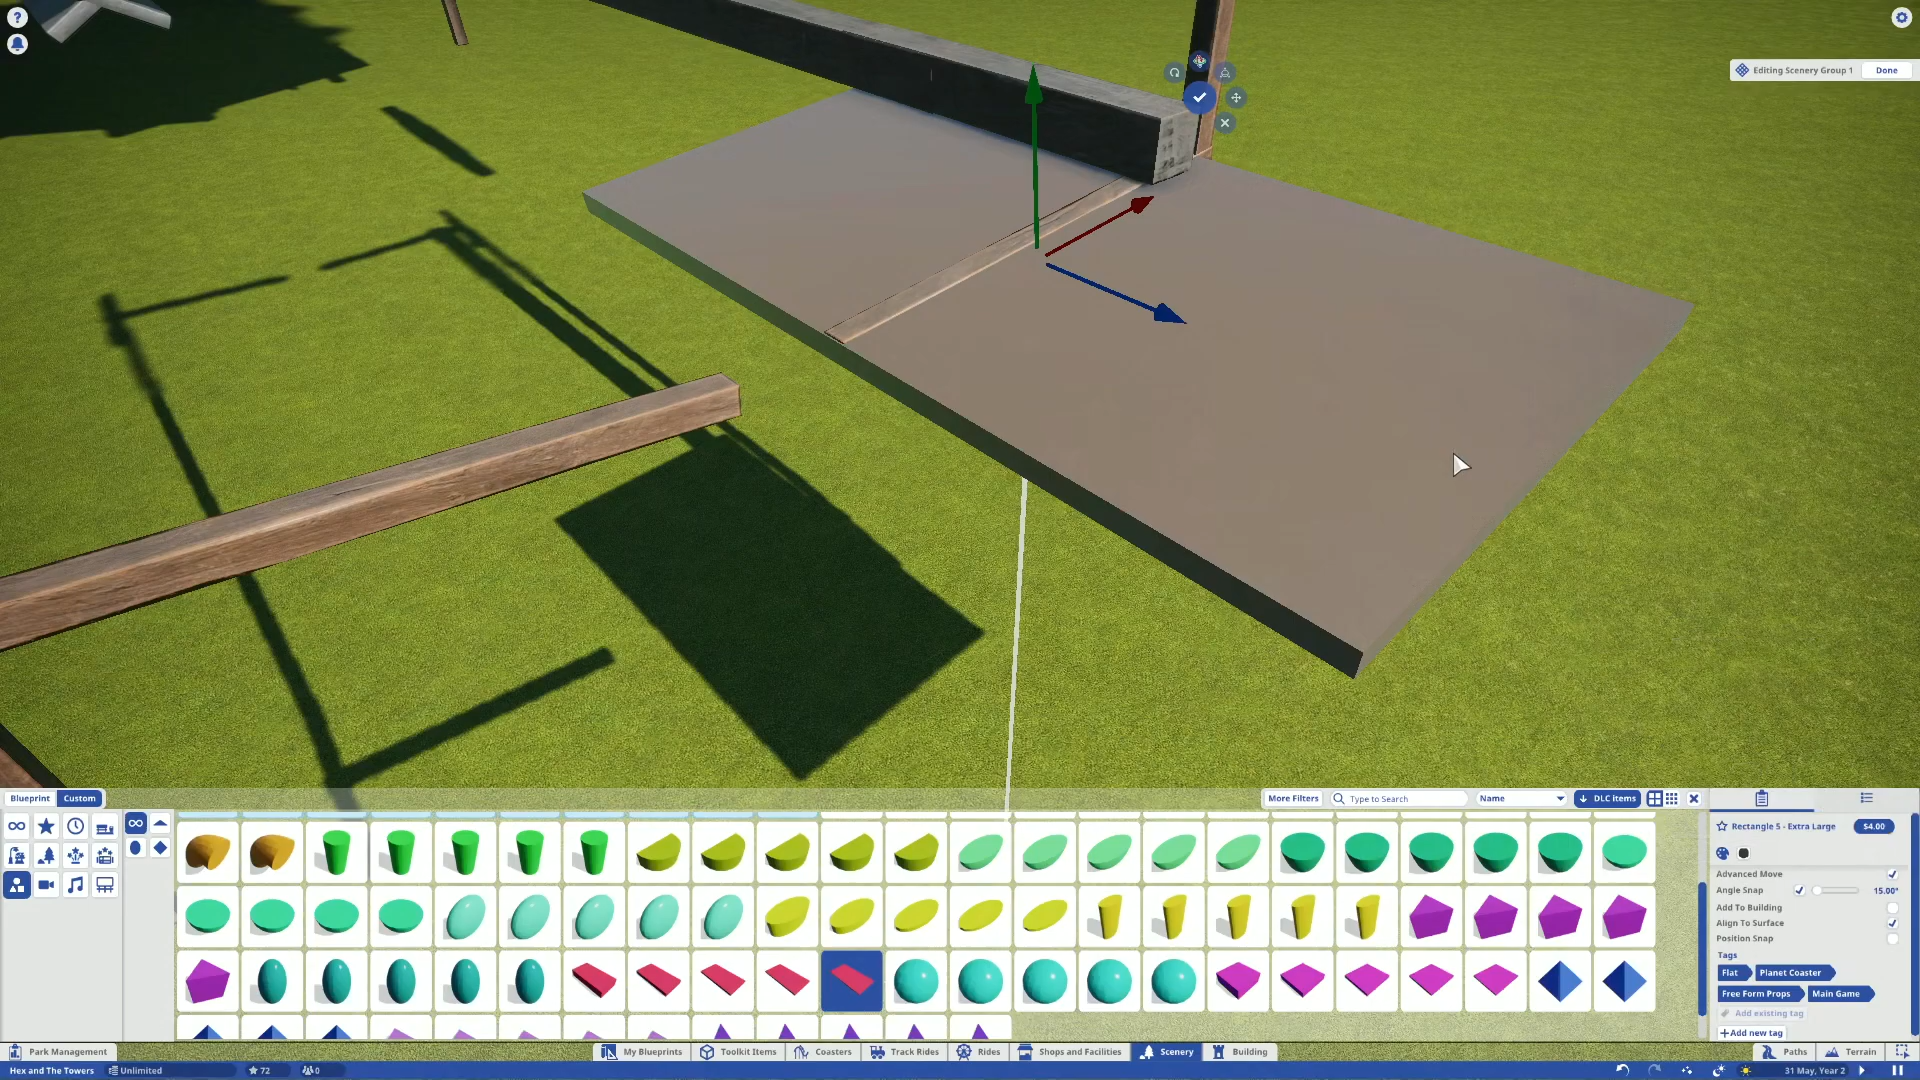 Editing Scenery Group 1 Done
Blueprint Custom
More Filters Type to Search Name DLC items
Rectangle 5 - Extra Large $4.00
Advanced Move
Angle Snap 15.00°
Add To Building
Align To Surface
Position Snap
Tags
Flat Planet Coaster
Free Form Props Main Game
Add existing tag
+Add new tag
Park Management My Blueprints Toolkit Items Coasters Track Rides Rides Shops and Facilities Scenery Building Paths Terrain
Hex and The Towers Unlimited 72 0 31 May, Year 2